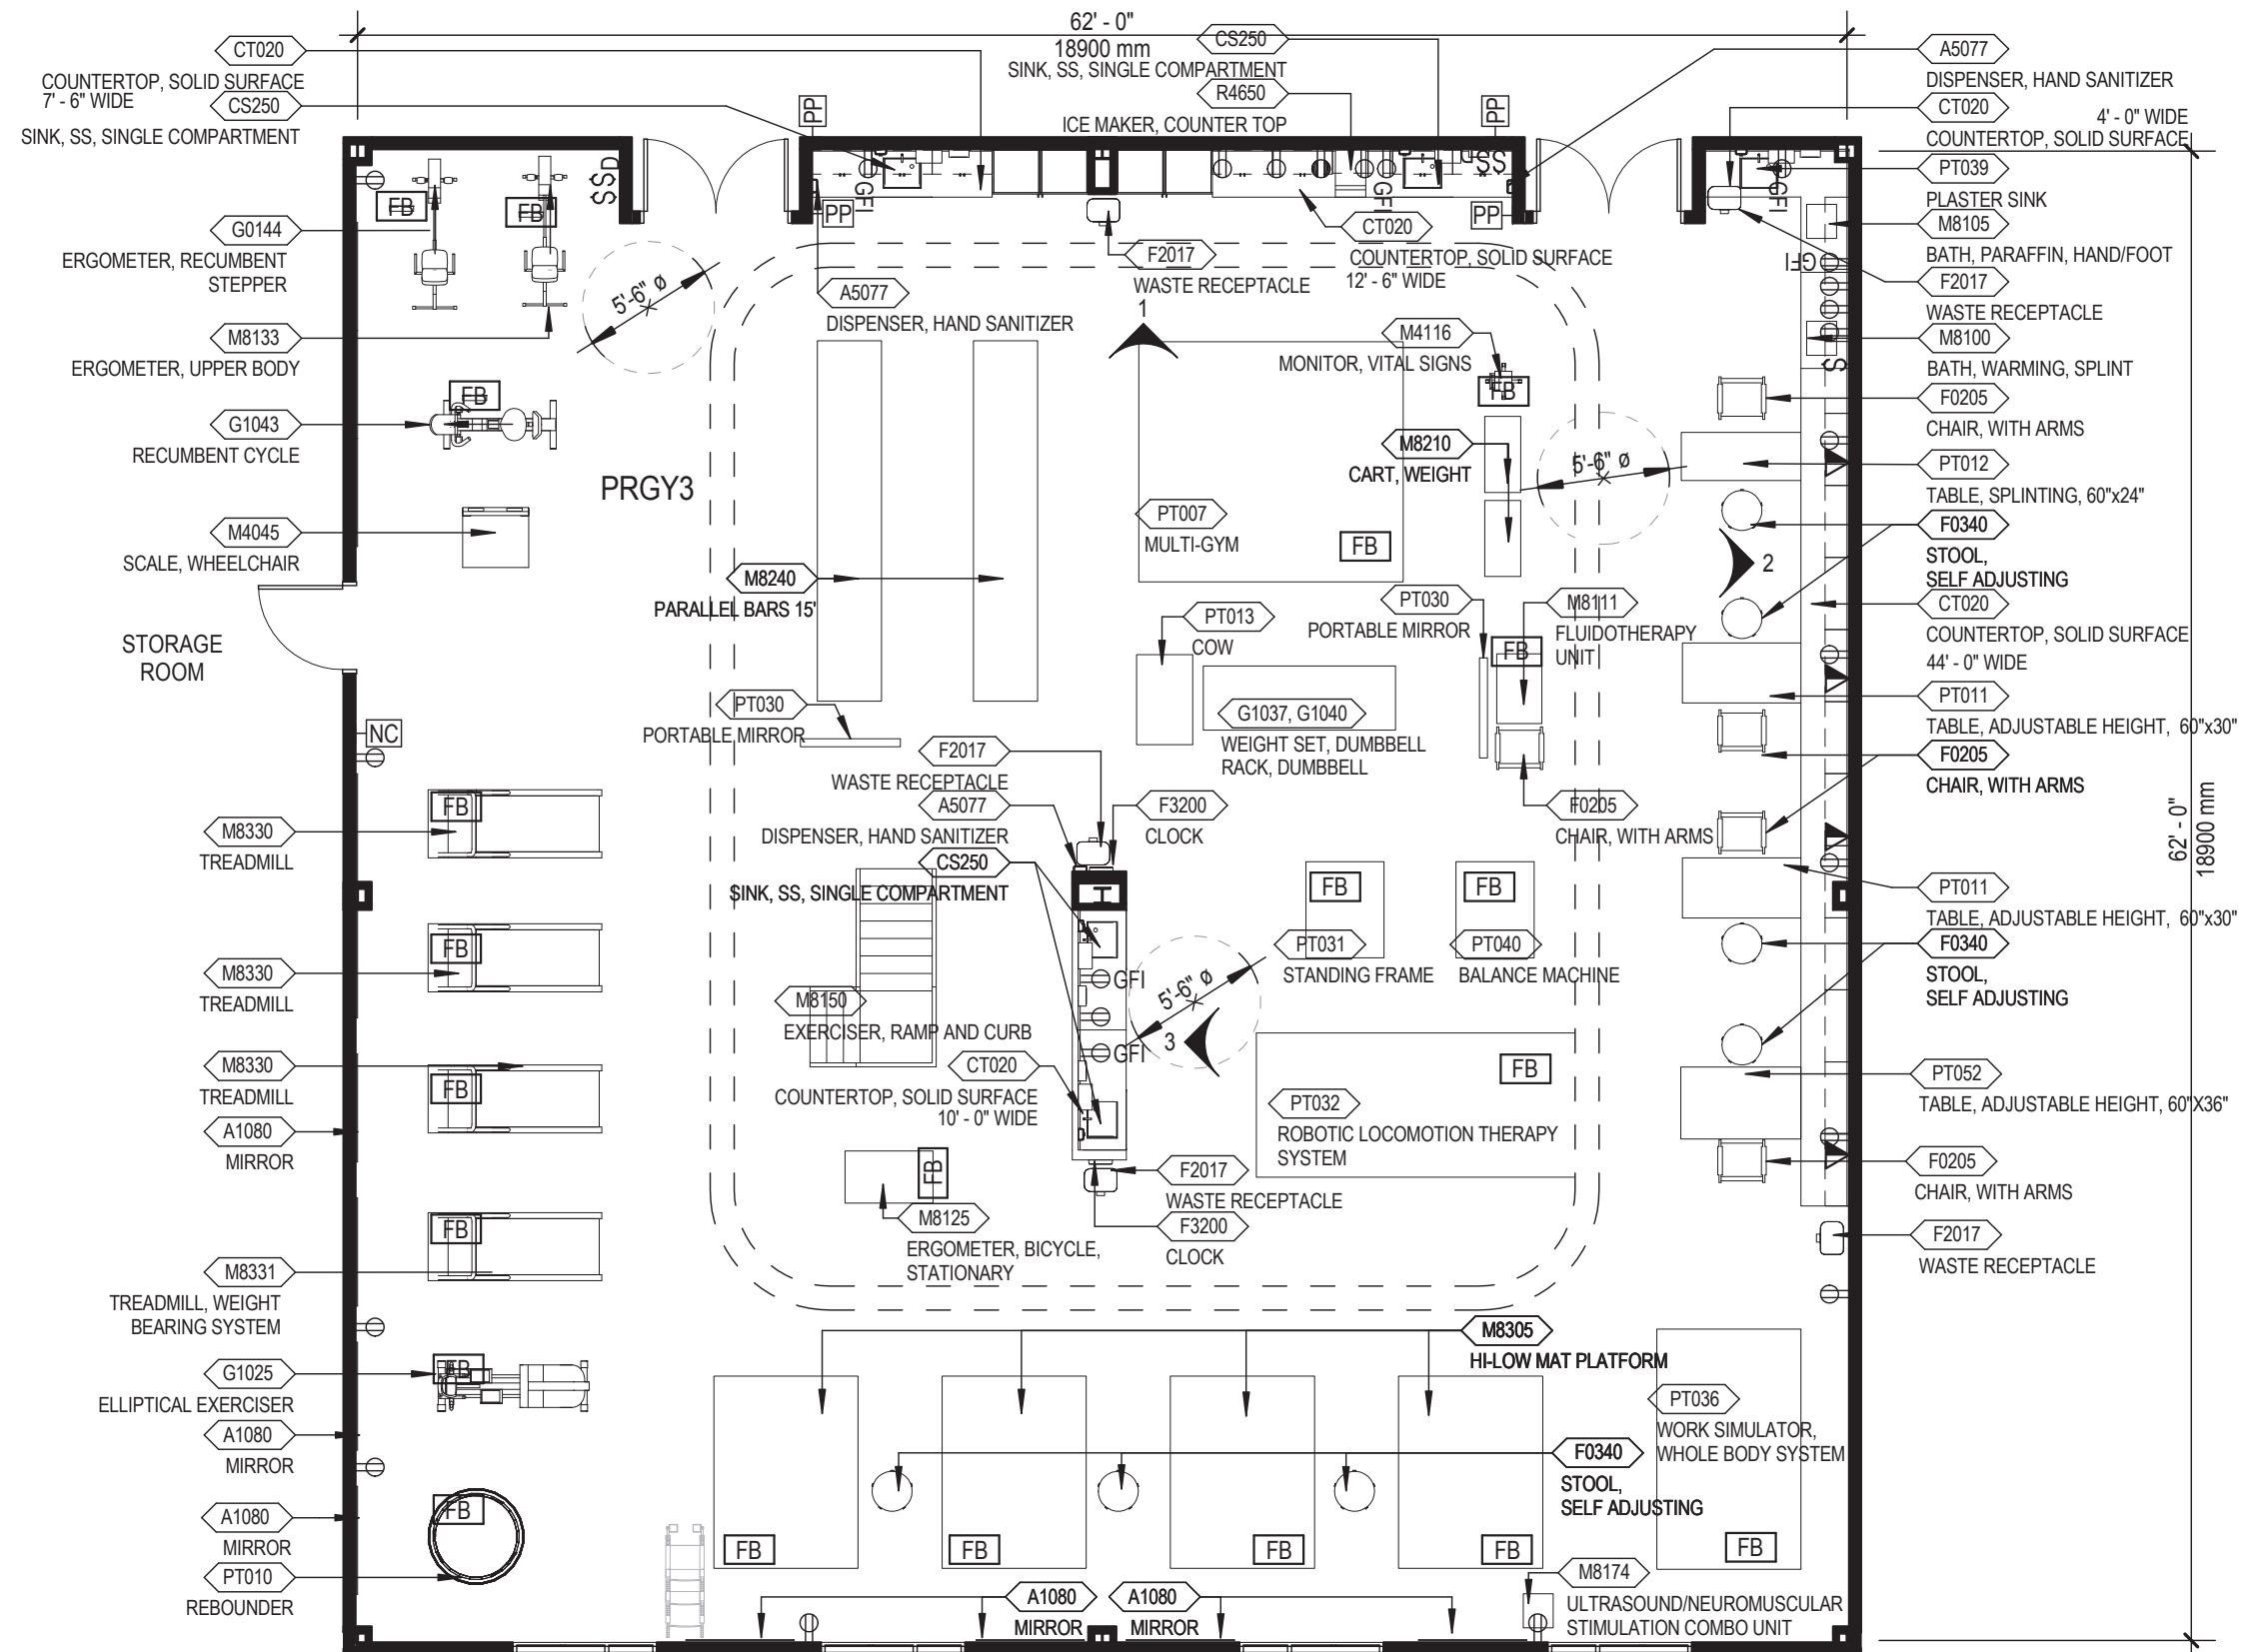 62' - 0"
18900 mm
CT020
COUNTERTOP, SOLID SURFACE
7' - 6" WIDE
CS250
SINK, SS, SINGLE COMPARTMENT
CS250
SINK, SS, SINGLE COMPARTMENT
R4650
ICE MAKER, COUNTER TOP
A5077
DISPENSER, HAND SANITIZER
CT020
4' - 0" WIDE
COUNTERTOP, SOLID SURFACE
PT039
PLASTER SINK
M8105
BATH, PARAFFIN, HAND/FOOT
F2017
WASTE RECEPTACLE
M8100
BATH, WARMING, SPLINT
F0205
CHAIR, WITH ARMS
PT012
TABLE, SPLINTING, 60"x24"
F0340
STOOL,
SELF ADJUSTING
CT020
COUNTERTOP, SOLID SURFACE
44' - 0" WIDE
PT011
TABLE, ADJUSTABLE HEIGHT, 60"x30"
F0205
CHAIR, WITH ARMS
62' - 0"
18900 mm
PT011
TABLE, ADJUSTABLE HEIGHT, 60"x30"
F0340
STOOL,
SELF ADJUSTING
PT052
TABLE, ADJUSTABLE HEIGHT, 60"X36"
F0205
CHAIR, WITH ARMS
F2017
WASTE RECEPTACLE
PP
PP
PP
PP
GFI
GFI
GFI
GFI
S
$$D
SS
FB
FB
G0144
ERGOMETER, RECUMBENT
STEPPER
M8133
ERGOMETER, UPPER BODY
FB
G1043
RECUMBENT CYCLE
M4045
SCALE, WHEELCHAIR
STORAGE
ROOM
PRGY3
5'-6" ø
A5077
DISPENSER, HAND SANITIZER
F2017
WASTE RECEPTACLE
1
CT020
COUNTERTOP, SOLID SURFACE
12' - 6" WIDE
M4116
MONITOR, VITAL SIGNS
FB
M8210
CART, WEIGHT
5'-6" ø
PT007
MULTI-GYM
FB
2
M8240
PARALLEL BARS 15'
PT013
COW
PT030
PORTABLE MIRROR
M8111
FLUIDOTHERAPY
UNIT
FB
PT030
PORTABLE MIRROR
G1037, G1040
WEIGHT SET, DUMBBELL
RACK, DUMBBELL
NC
F2017
WASTE RECEPTACLE
A5077
DISPENSER, HAND SANITIZER
F3200
CLOCK
F0205
CHAIR, WITH ARMS
CS250
SINK, SS, SINGLE COMPARTMENT
FB
M8330
TREADMILL
FB
M8330
TREADMILL
FB
M8330
TREADMILL
A1080
MIRROR
FB
M8331
TREADMILL, WEIGHT
BEARING SYSTEM
FB
G1025
ELLIPTICAL EXERCISER
A1080
MIRROR
FB
A1080
MIRROR
PT010
REBOUNDER
FB
PT031
STANDING FRAME
FB
PT040
BALANCE MACHINE
M8150
EXERCISER, RAMP AND CURB
GFI
GFI
5'-6" ø
3
CT020
COUNTERTOP, SOLID SURFACE
10' - 0" WIDE
FB
PT032
ROBOTIC LOCOMOTION THERAPY
SYSTEM
FB
M8125
ERGOMETER, BICYCLE,
STATIONARY
F2017
WASTE RECEPTACLE
F3200
CLOCK
M8305
HI-LOW MAT PLATFORM
PT036
WORK SIMULATOR,
WHOLE BODY SYSTEM
F0340
STOOL,
SELF ADJUSTING
FB
FB
FB
FB
FB
M8174
ULTRASOUND/NEUROMUSCULAR
STIMULATION COMBO UNIT
A1080
MIRROR
A1080
MIRROR